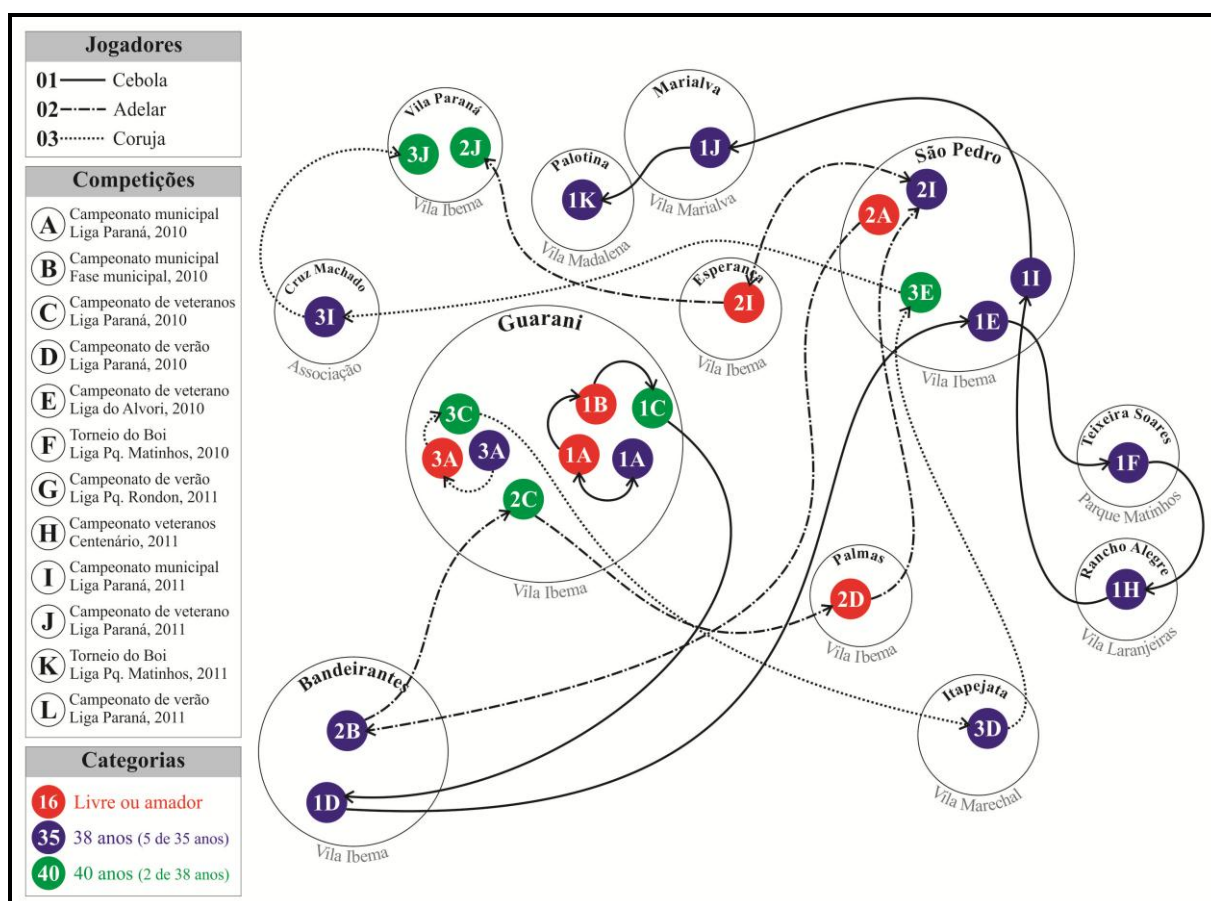 Jogadores
01 Cebola
02 Adelar
03 Coruja
Competições
A Campeonato municipal
Liga Paraná, 2010
B Campeonato municipal
Fase municipal, 2010
C Campeonato de veteranos
Liga Paraná, 2010
D Campeonato de verão
Liga Paraná, 2010
E Campeonato de veterano
Liga do Alvori, 2010
F Torneio do Boi
Liga Pq. Matinhos, 2010
G Campeonato de verão
Liga Pq. Rondon, 2011
H Campeonato veteranos
Centenário, 2011
I Campeonato municipal
Liga Paraná, 2011
J Campeonato de veterano
Liga Paraná, 2011
K Torneio do Boi
Liga Pq. Matinhos, 2011
L Campeonato de verão
Liga Paraná, 2011
Categorias
16 Livre ou amador
35 38 anos (5 de 35 anos)
40 40 anos (2 de 38 anos)
Vila Paraná
3J
2J
Vila Ibema
Marialva
1J
Vila Marialva
Palotina
1K
Vila Madalena
São Pedro
2I
2A
3E
1I
1E
Vila Ibema
Cruz Machado
3I
Associação
Esperança
2I
Vila Ibema
Guarani
3C
3A
3A
2C
1B
1C
1A
1A
Vila Ibema
Teixeira Soares
1F
Parque Matinhos
Rancho Alegre
1H
Vila Laranjeiras
Palmas
2D
Vila Ibema
Bandeirantes
2B
1D
Vila Ibema
Itapejata
3D
Vila Marechal